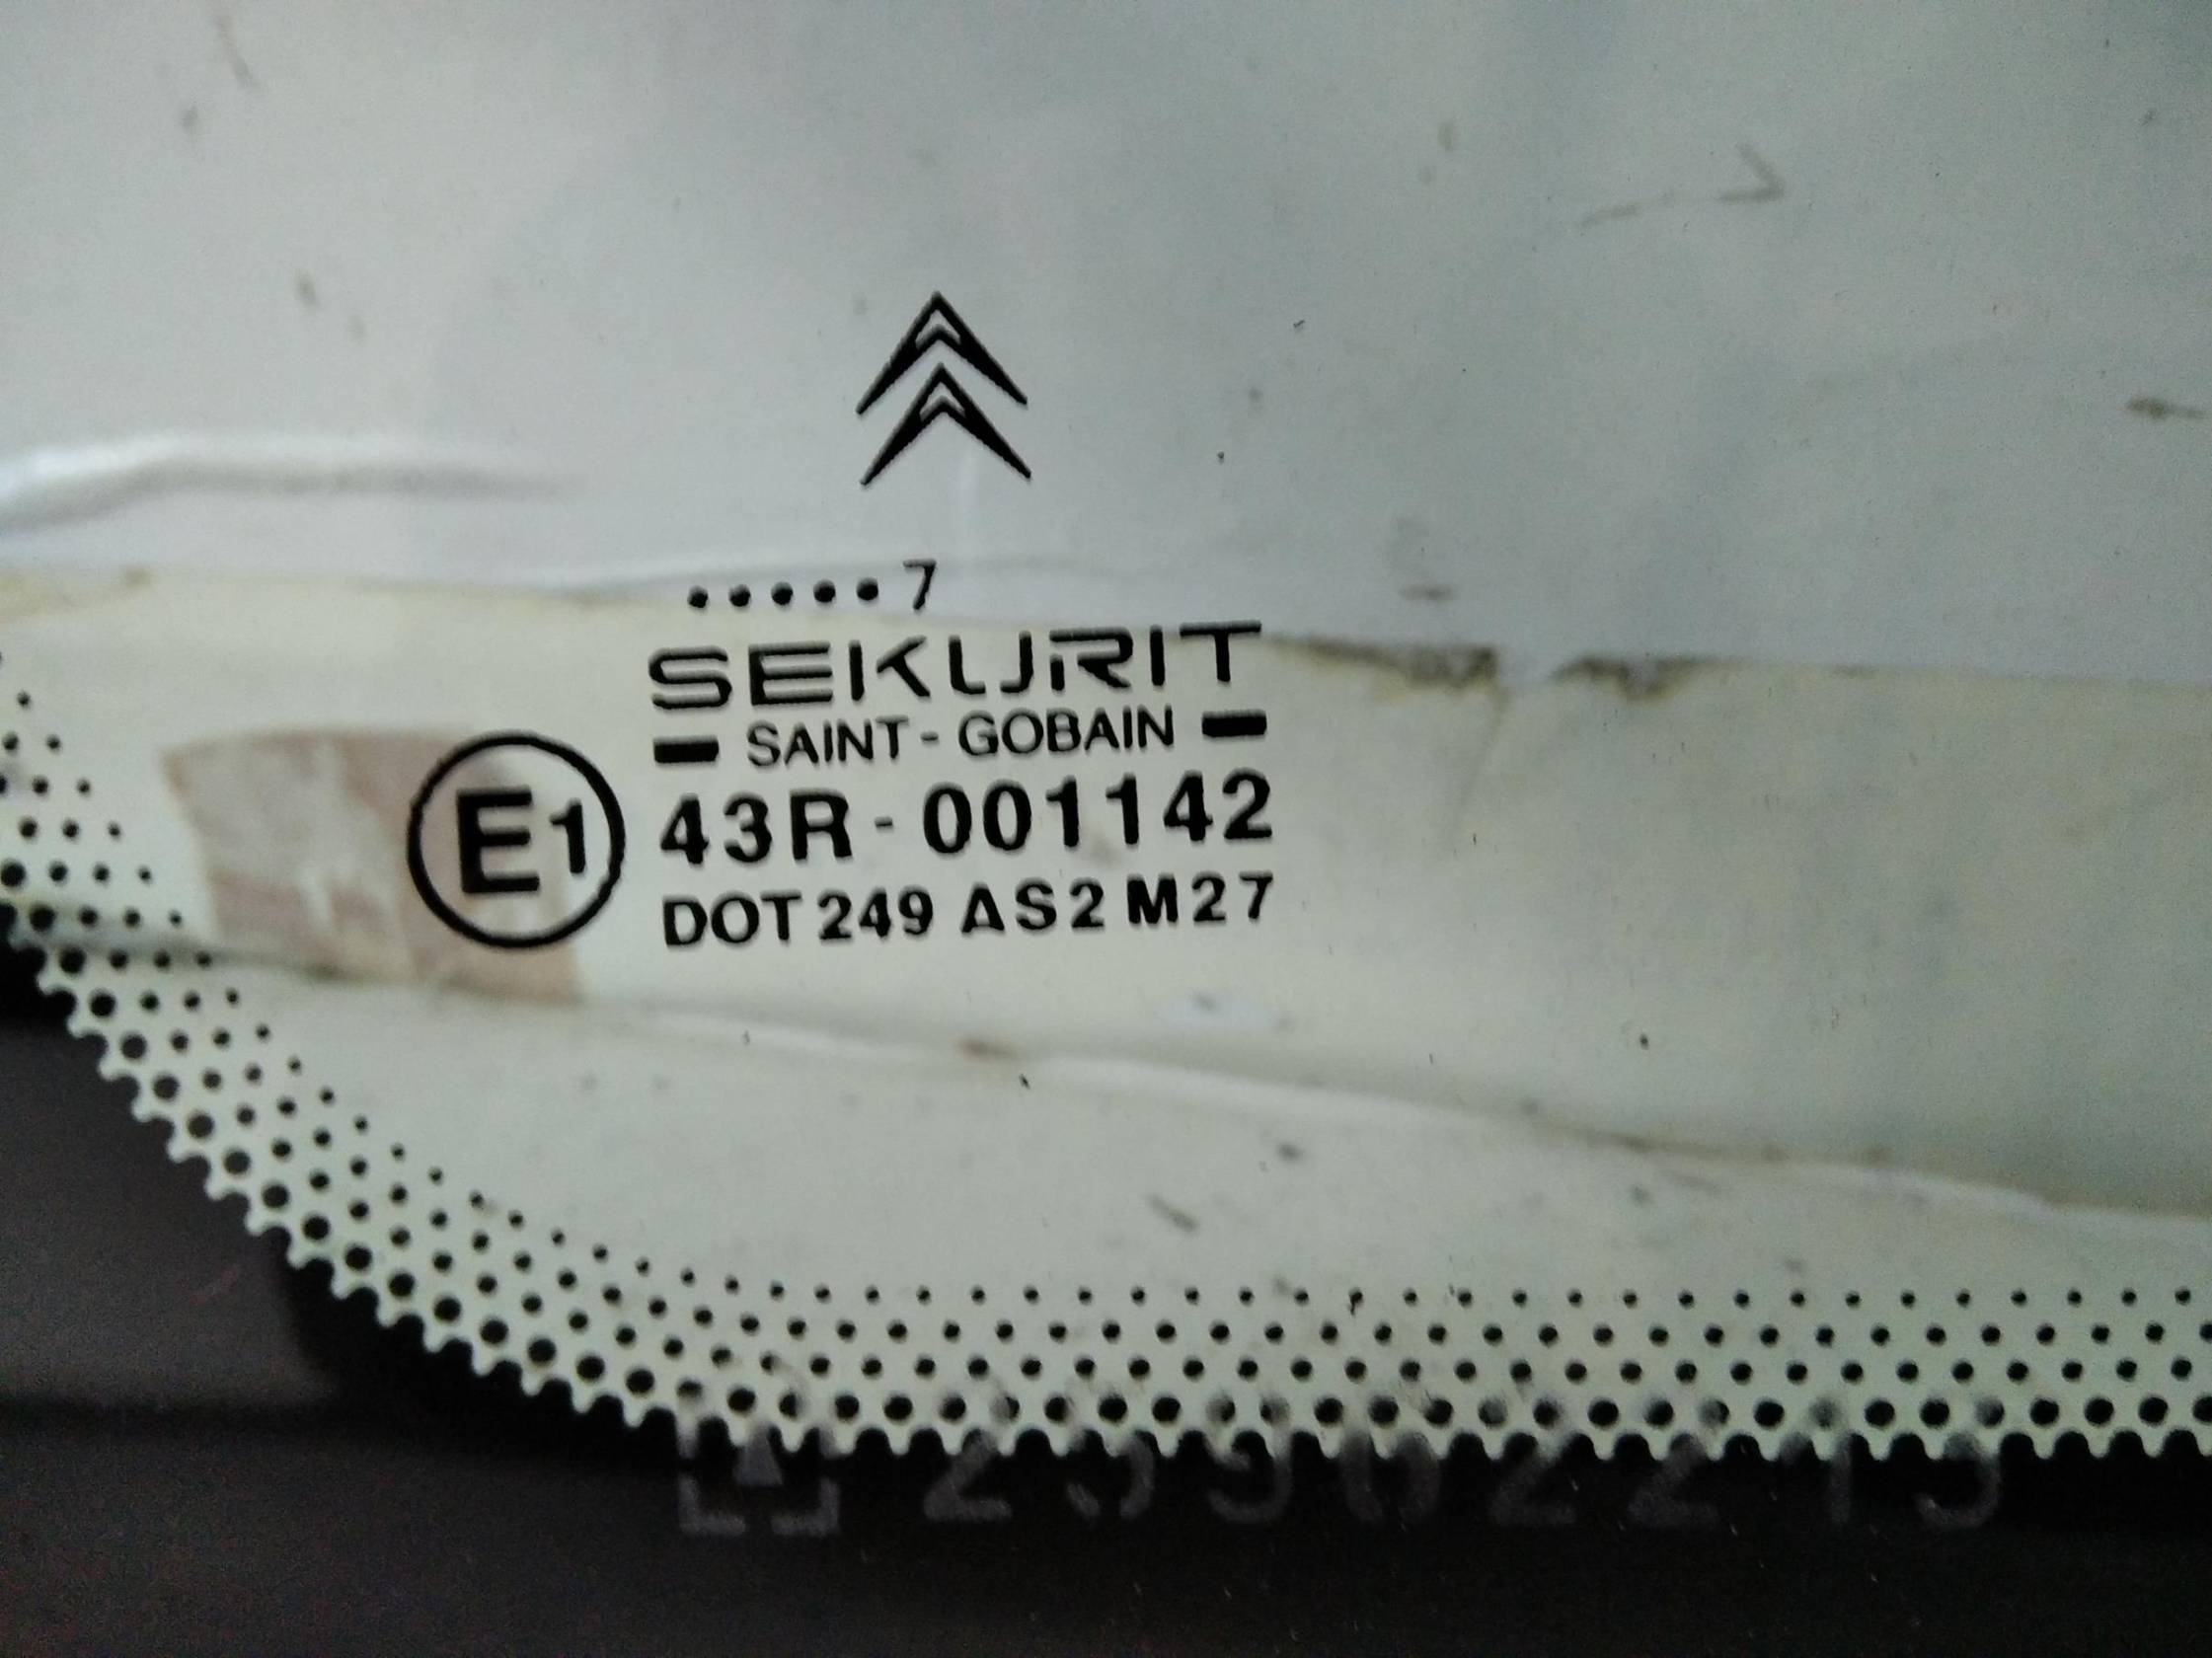 .....7
SEKURIT
SAINT-GOBAIN
E1 43R-001142
DOT 249 AS2 M27